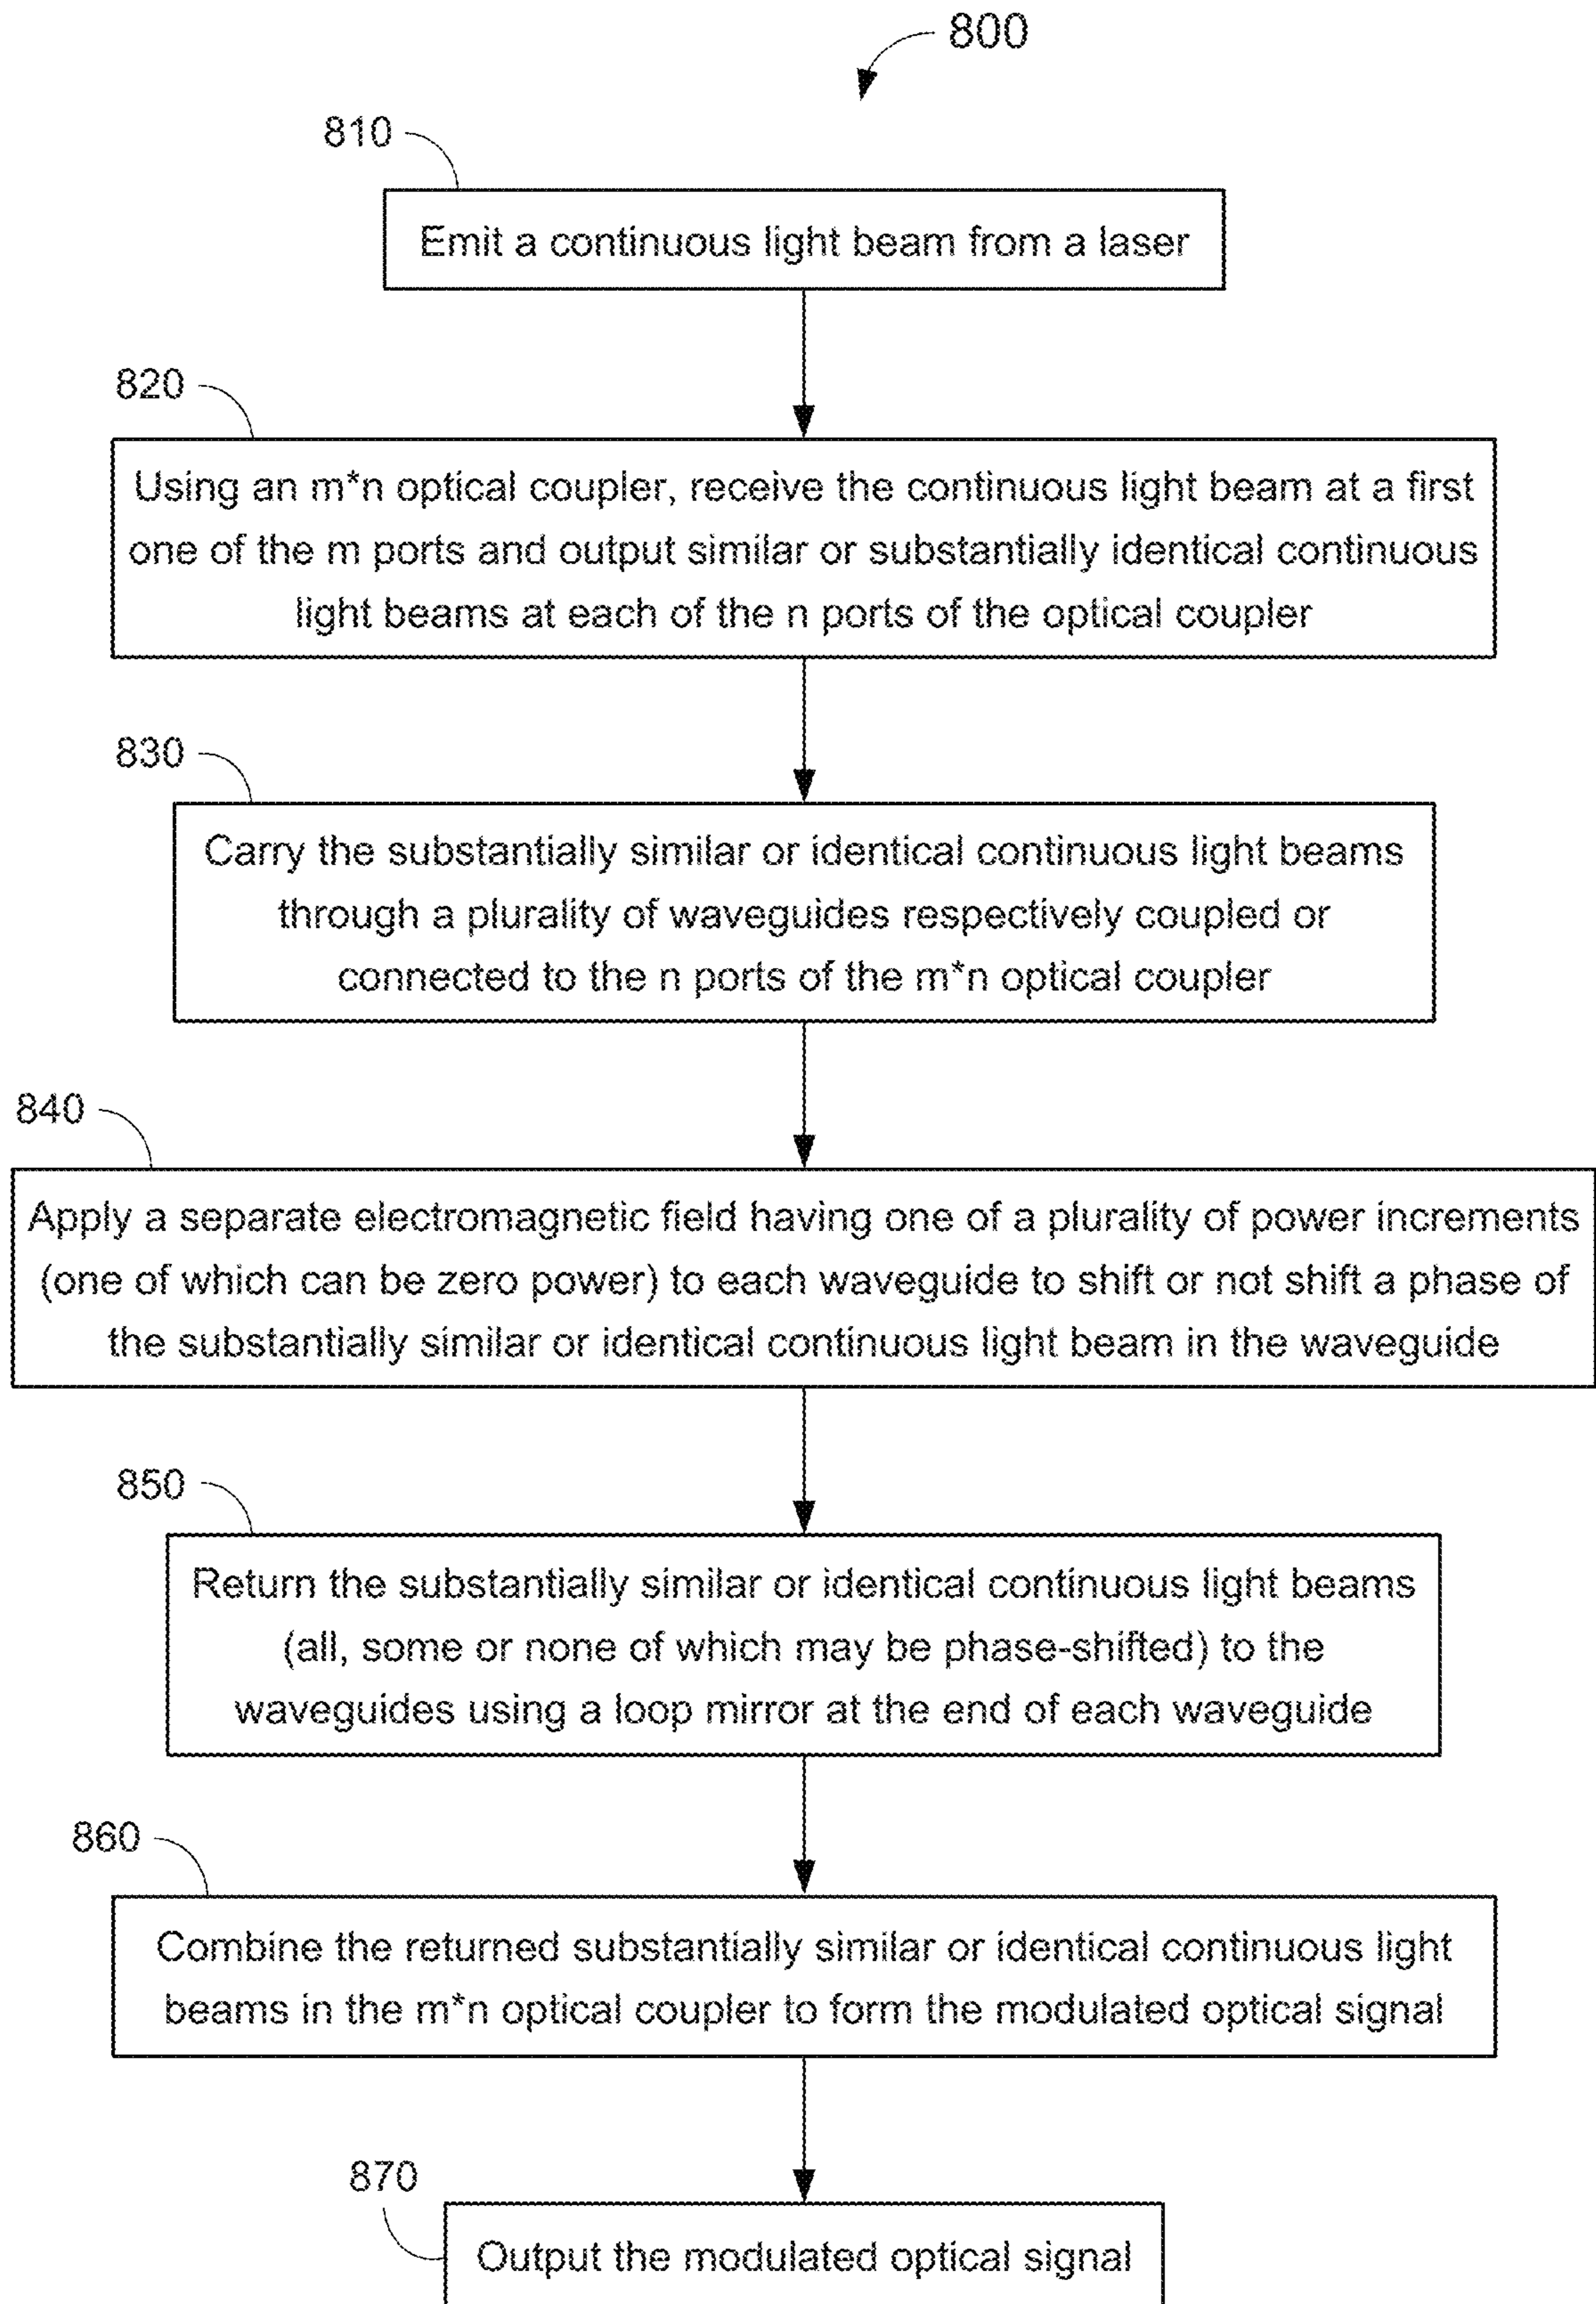 800
810
Emit a continuous light beam from a laser
820
Using an m*n optical coupler, receive the continuous light beam at a first
one of the m ports and output similar or substantially identical continuous
light beams at each of the n ports of the optical coupler
830
Carry the substantially similar or identical continuous light beams
through a plurality of waveguides respectively coupled or
connected to the n ports of the m*n optical coupler
840
Apply a separate electromagnetic field having one of a plurality of power increments
(one of which can be zero power) to each waveguide to shift or not shift a phase of
the substantially similar or identical continuous light beam in the waveguide
850
Return the substantially similar or identical continuous light beams
(all, some or none of which may be phase-shifted) to the
waveguides using a loop mirror at the end of each waveguide
860
Combine the returned substantially similar or identical continuous light
beams in the m*n optical coupler to form the modulated optical signal
870
Output the modulated optical signal